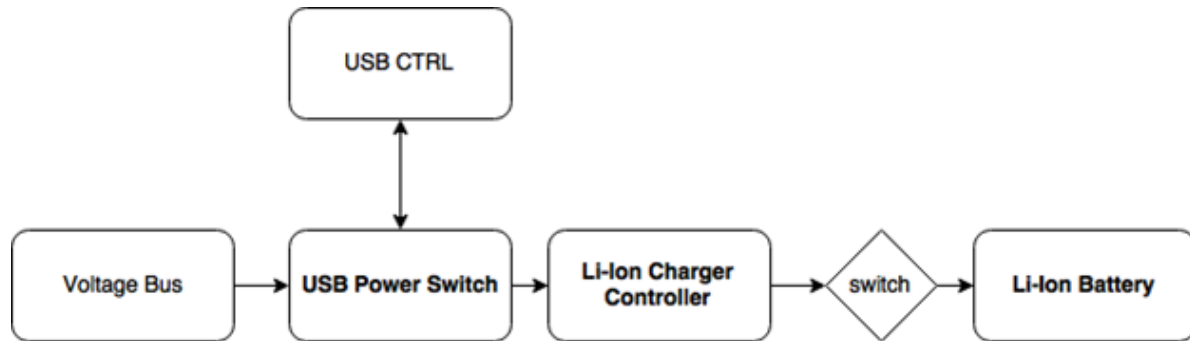 USB CTRL
Voltage Bus
USB Power Switch
Li-Ion Charger
Controller
switch
Li-Ion Battery